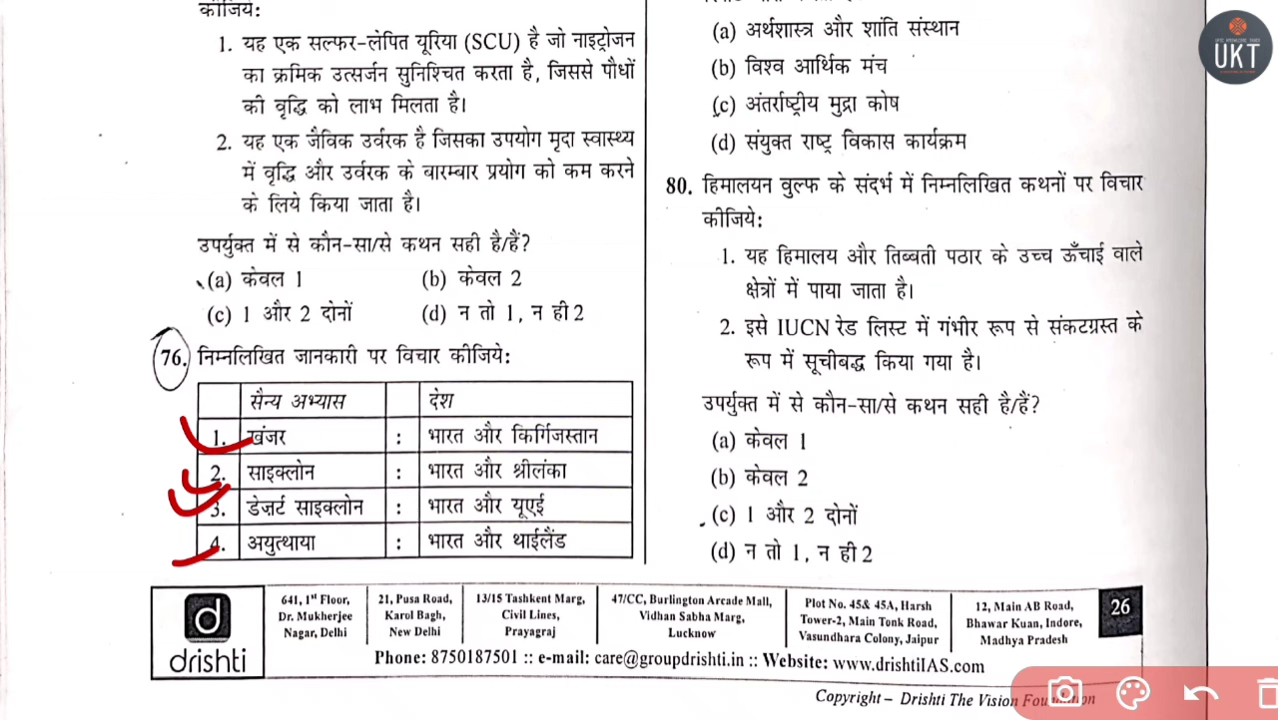 कीजिये:
1. यह एक सल्फर-लेपित यूरिया (SCU) है जो नाइट्रोजन
का क्रमिक उत्सर्जन सुनिश्चित करता है, जिससे पौधों
की वृद्धि को लाभ मिलता है।
2. यह एक जैविक उर्वरक है जिसका उपयोग मृदा स्वास्थ्य
में वृद्धि और उर्वरक के बारम्बार प्रयोग को कम करने
के लिये किया जाता है।
उपर्युक्त में से कौन-सा/से कथन सही है/हैं?
(a) केवल 1 (b) केवल 2
(c) 1 और 2 दोनों (d) न तो 1, न ही 2
76. निम्नलिखित जानकारी पर विचार कीजिये:
सैन्य अभ्यास देश
1. खंजर : भारत और किर्गिजस्तान
2. साइक्लोन : भारत और श्रीलंका
3. डेज़र्ट साइक्लोन : भारत और यूएई
4. अयुत्थाया : भारत और थाईलैंड
(a) अर्थशास्त्र और शांति संस्थान
(b) विश्व आर्थिक मंच
(c) अंतर्राष्ट्रीय मुद्रा कोष
(d) संयुक्त राष्ट्र विकास कार्यक्रम
80. हिमालयन वुल्फ के संदर्भ में निम्नलिखित कथनों पर विचार
कीजिये:
1. यह हिमालय और तिब्बती पठार के उच्च ऊँचाई वाले
क्षेत्रों में पाया जाता है।
2. इसे IUCN रेड लिस्ट में गंभीर रूप से संकटग्रस्त के
रूप में सूचीबद्ध किया गया है।
उपर्युक्त में से कौन-सा/से कथन सही है/हैं?
(a) केवल 1
(b) केवल 2
(c) 1 और 2 दोनों
(d) न तो 1, न ही 2
UKT
drishti
641, 1st Floor,
Dr. Mukherjee
Nagar, Delhi
21, Pusa Road,
Karol Bagh,
New Delhi
13/15 Tashkent Marg,
Civil Lines,
Prayagraj
47/CC, Burlington Arcade Mall,
Vidhan Sabha Marg,
Lucknow
Plot No. 45& 45A, Harsh
Tower-2, Main Tonk Road,
Vasundhara Colony, Jaipur
12, Main AB Road,
Bhawar Kuan, Indore,
Madhya Pradesh
26
Phone: 8750187501 :: e-mail: care@groupdrishti.in :: Website: www.drishtiIAS.com
Copyright – Drishti The Vision Foundation